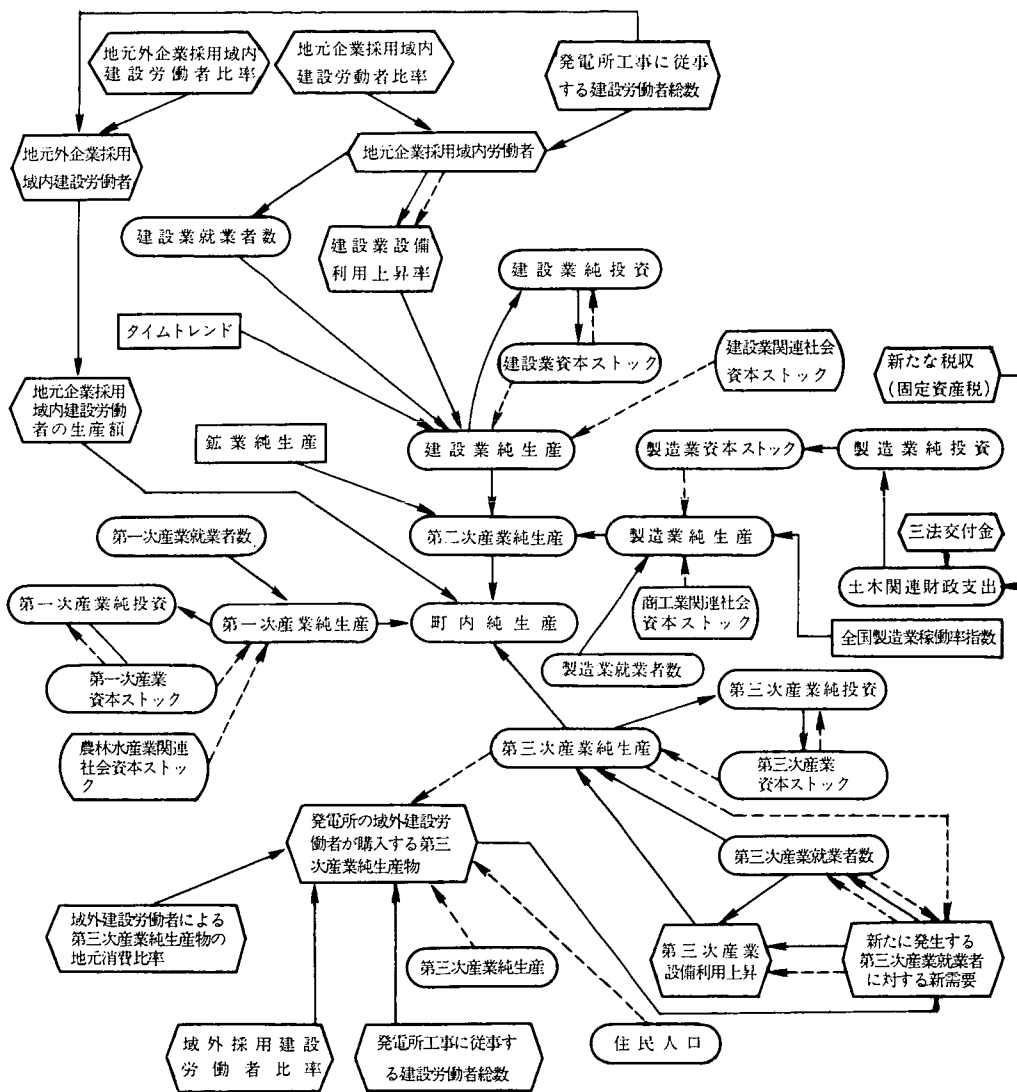 地元外企業採用域内
建設労働者比率
地元企業採用域内
建設労働者比率
発電所工事に従事
する建設労働者総数
地元外企業採用
域内建設労働者
地元企業採用域内労働者
建設業就業者数
建設業設備
利用上昇率
建設業純投資
タイムトレンド
建設業資本ストック
建設業関連社会
資本ストック
新たな税収
(固定資産税)
地元企業採用
域内建設労働
者の生産額
鉱業純生産
建設業純生産
製造業資本ストック
製造業純投資
第一次産業就業者数
第二次産業純生産
製造業純生産
三法交付金
土木関連財政支出
第一次産業純投資
第一次産業純生産
町内純生産
商工業関連社会
資本ストック
全国製造業稼働率指数
製造業就業者数
第一次産業
資本ストック
第三次産業純投資
農林水産業関連
社会資本ストッ
ク
第三次産業純生産
第三次産業
資本ストック
発電所の域外建設労
働者が購入する第三
次産業純生産物
第三次産業就業者数
域外建設労働者による
第三次産業純生産物の
地元消費比率
第三次産業純生産
第三次産業
設備利用上昇
新たに発生する
第三次産業就業者
に対する新需要
域外採用建設
労働者比率
発電所工事に従事す
る建設労働者総数
住民人口